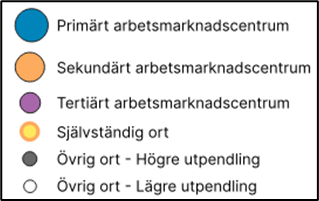 Primärt arbetsmarknadscentrum
Sekundärt arbetsmarknadscentrum
Tertiärt arbetsmarknadscentrum
Självständig ort
Övrig ort - Högre utpendling
Övrig ort - Lägre utpendling